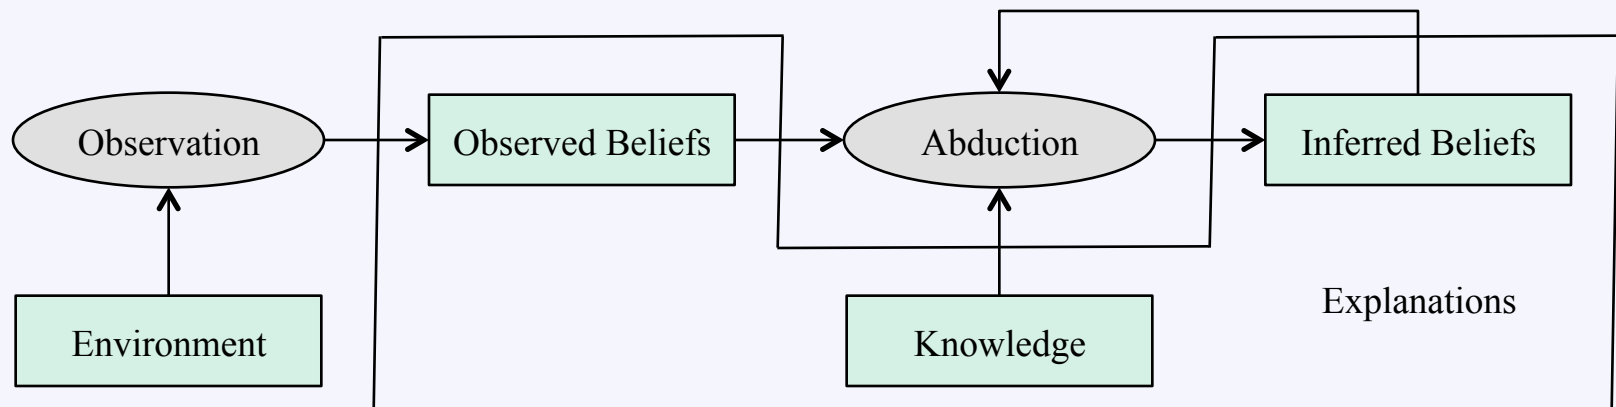 Observation
Observed Beliefs
Abduction
Inferred Beliefs
Environment
Knowledge
Explanations